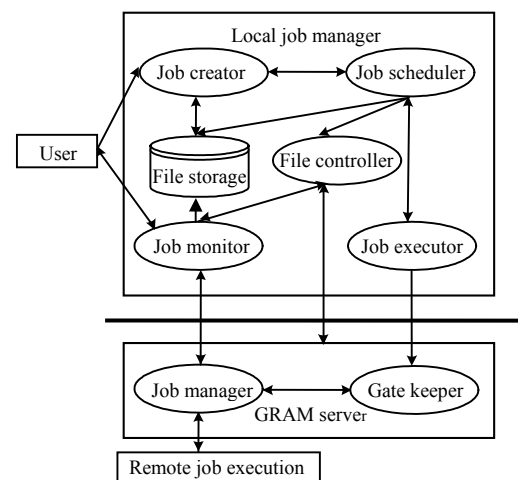 Local job manager
Job creator
Job scheduler
User
File storage
File controller
Job monitor
Job executor
Job manager
Gate keeper
GRAM server
Remote job execution